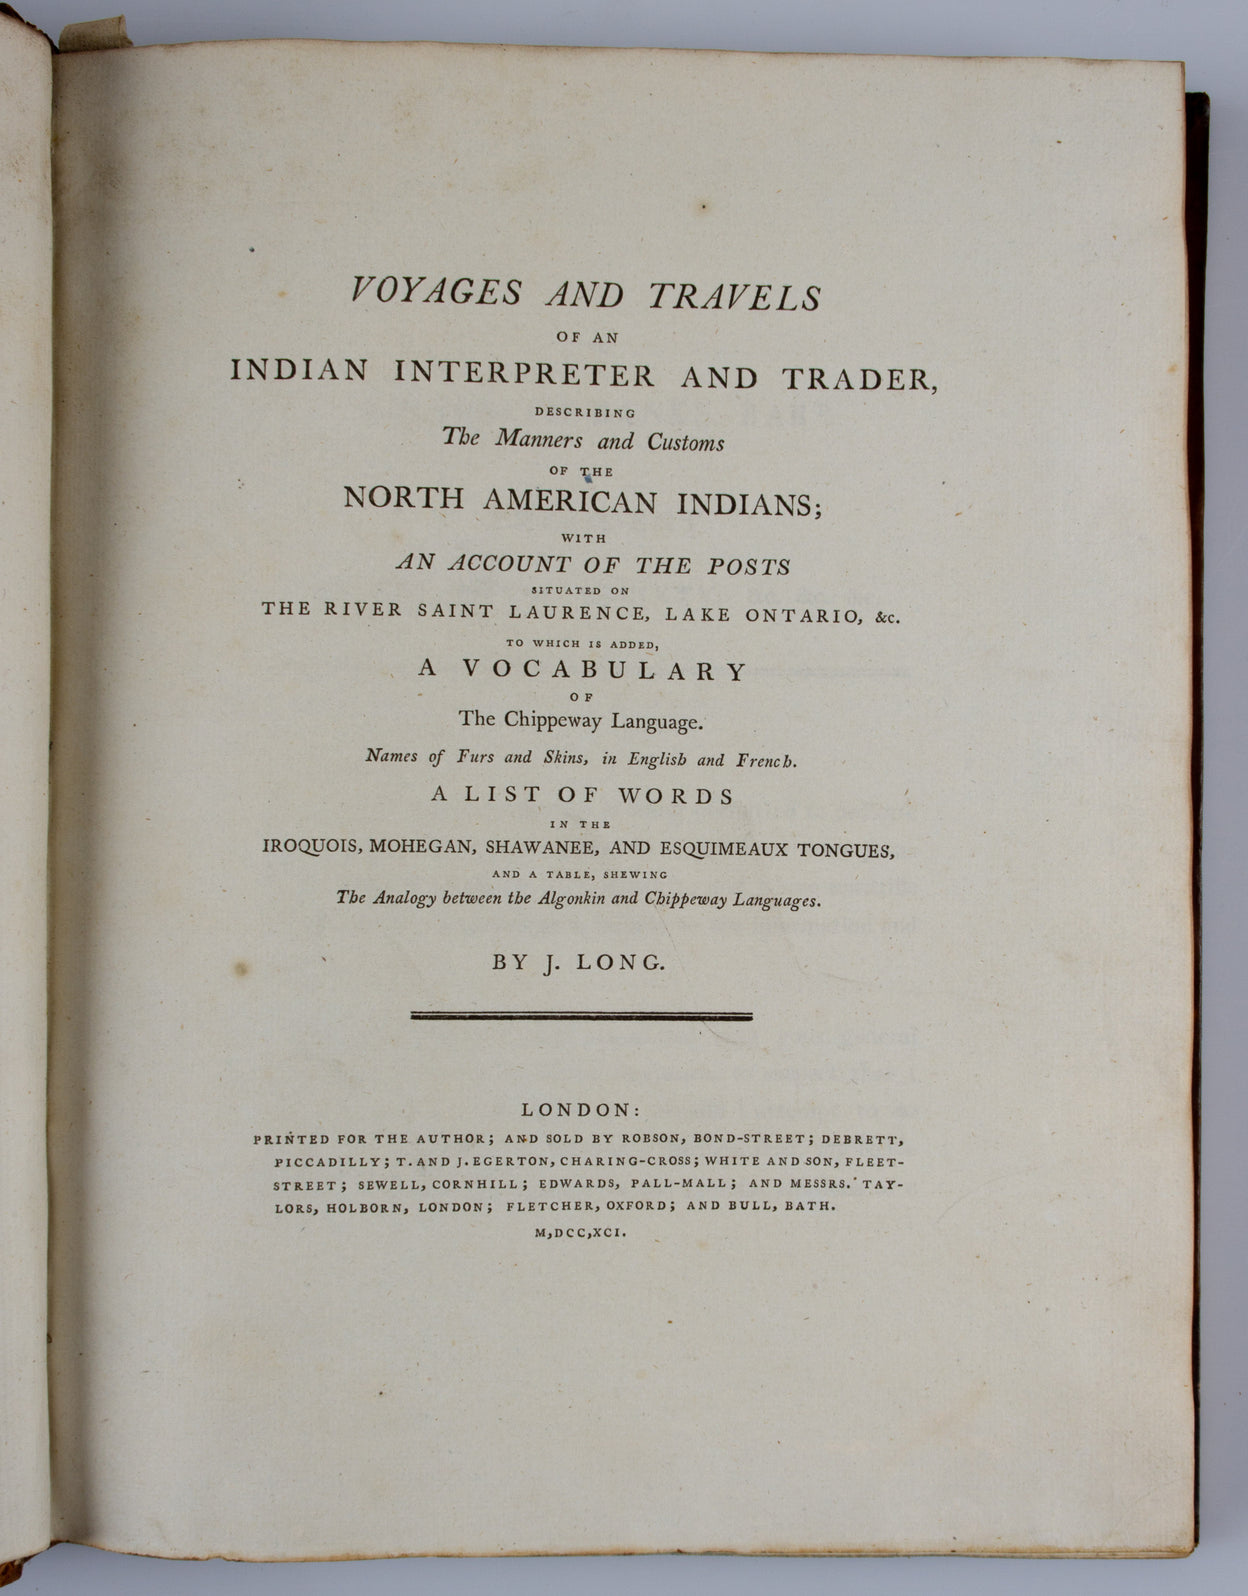 VOYAGES AND TRAVELS
OF AN
INDIAN INTERPRETER AND TRADER,
DESCRIBING
The Manners and Customs
OF THE
NORTH AMERICAN INDIANS;
WITH
AN ACCOUNT OF THE POSTS
SITUATED ON
THE RIVER SAINT LAURENCE, LAKE ONTARIO, &c.
TO WHICH IS ADDED,
A VOCABULARY
OF
The Chippeway Language.
Names of Furs and Skins, in English and French.
A LIST OF WORDS
IN THE
IROQUOIS, MOHEGAN, SHAWANEE, AND ESQUIMEAUX TONGUES,
AND A TABLE, SHEWING
The Analogy between the Algonkin and Chippeway Languages.
BY J. LONG.
LONDON:
PRINTED FOR THE AUTHOR; AND SOLD BY ROBSON, BOND-STREET; DEBRETT,
PICCADILLY; T. AND J. EGERTON, CHARING-CROSS; WHITE AND SON, FLEET-
STREET; SEWELL, CORNHILL; EDWARDS, PALL-MALL; AND MESSRS. TAY-
LORS, HOLBORN, LONDON; FLETCHER, OXFORD; AND BULL, BATH.
M,DCC,XCI.